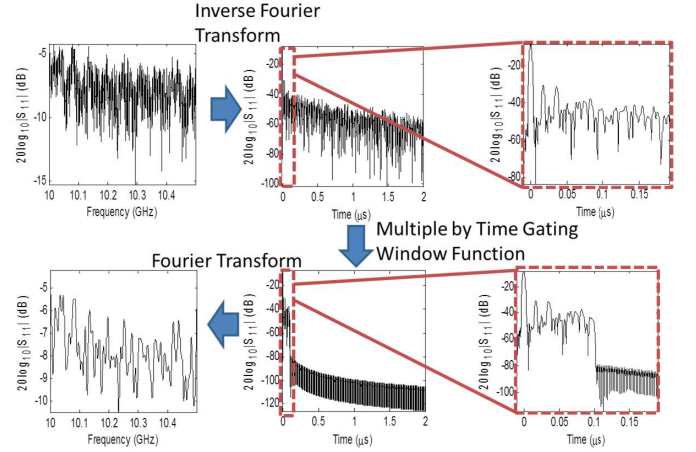 Inverse Fourier
Transform
20log10|S11| (dB)
-5
-10
-15
10 10.1 10.2 10.3 10.4
Frequency (GHz)
20log10|S11| (dB)
-20
-40
-60
-80
-100
0 0.5 1 1.5 2
Time (μs)
20log10|S11| (dB)
-20
-40
-60
-80
0 0.05 0.1 0.15
Time (μs)
Multiple by Time Gating
Window Function
Fourier Transform
20log10|S11| (dB)
-5
-6
-7
-8
-9
-10
10 10.1 10.2 10.3 10.4
Frequency (GHz)
20log10|S11| (dB)
-20
-40
-60
-80
-100
-120
0 0.5 1 1.5 2
Time (μs)
20log10|S11| (dB)
-20
-40
-60
-80
-100
0 0.05 0.1 0.15
Time (μs)